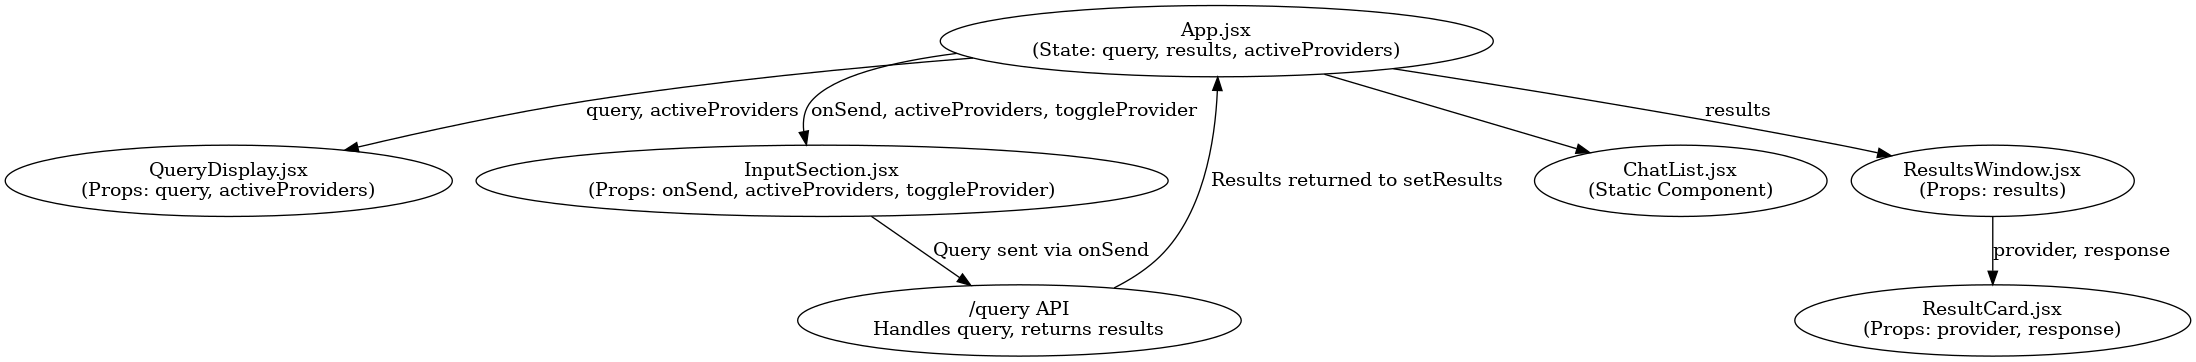 App.jsx
(State: query, results, activeProviders)
query, activeProviders
onSend, activeProviders, toggleProvider
results
QueryDisplay.jsx
(Props: query, activeProviders)
InputSection.jsx
(Props: onSend, activeProviders, toggleProvider)
Results returned to setResults
ChatList.jsx
(Static Component)
ResultsWindow.jsx
(Props: results)
Query sent via onSend
provider, response
/query API
Handles query, returns results
ResultCard.jsx
(Props: provider, response)